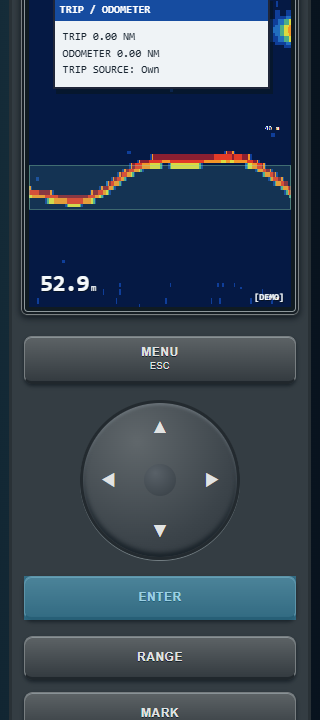 TRIP / ODOMETER
TRIP 0.00 NM
ODOMETER 0.00 NM
TRIP SOURCE: Own
52.9m
[DEMO]
MENU
ESC
ENTER
RANGE
MARK